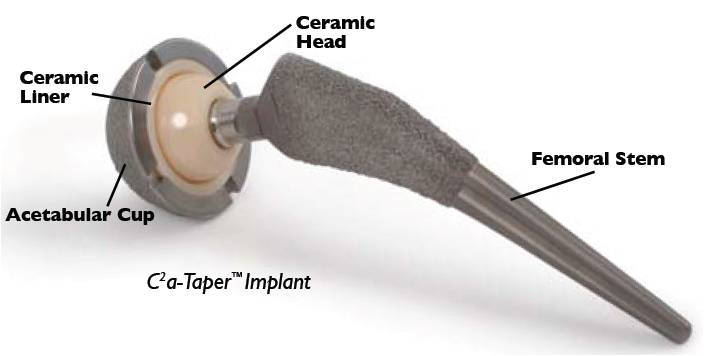 Ceramic
Head
Ceramic
Liner
Femoral Stem
Acetabular Cup
C²a-Taper™ Implant